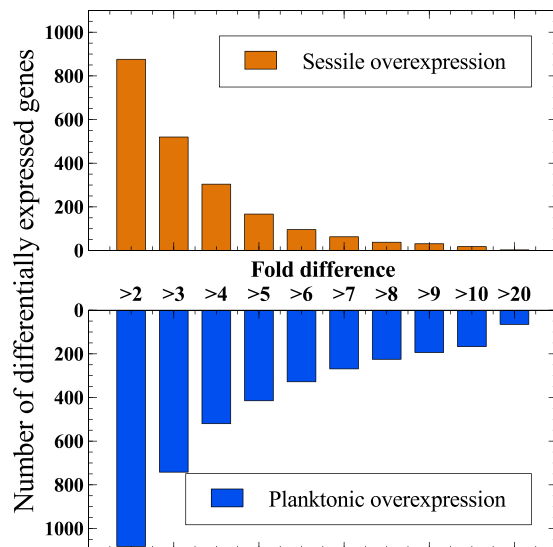 Number of differentially expressed genes
1000
800
600
400
200
0
Sessile overexpression
Fold difference
>2 >3 >4 >5 >6 >7 >8 >9 >10 >20
0
200
400
600
800
1000
Planktonic overexpression